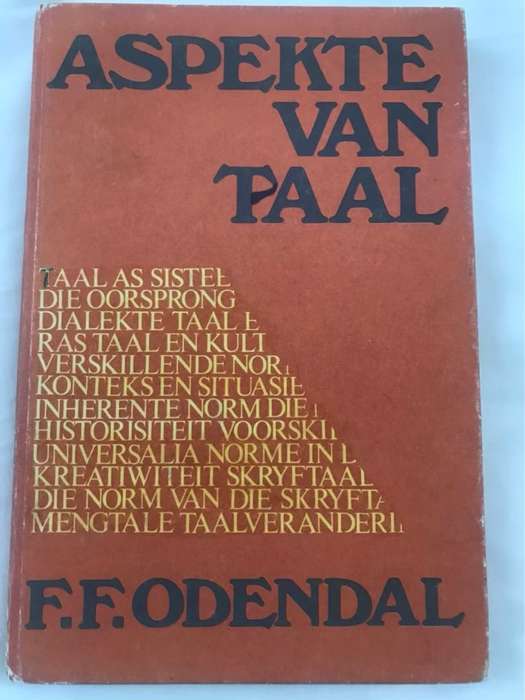 ASPEKTE
VAN
TAAL
TAAL AS SISTEE
DIE OORSPRONG
DIALEKTE TAAL E
RAS TAAL EN KULT
VERSKILLENDE NOR
KONTEKS EN SITUASIE
INHERENTE NORM DIE
HISTORISITEIT VOORSKI
UNIVERSALIA NORME IN
KREATIWITEIT SKRYFTAAL
DIE NORM VAN DIE SKRYFTA
MENGTALE TAALVERANDERI
F.F. ODENDAL